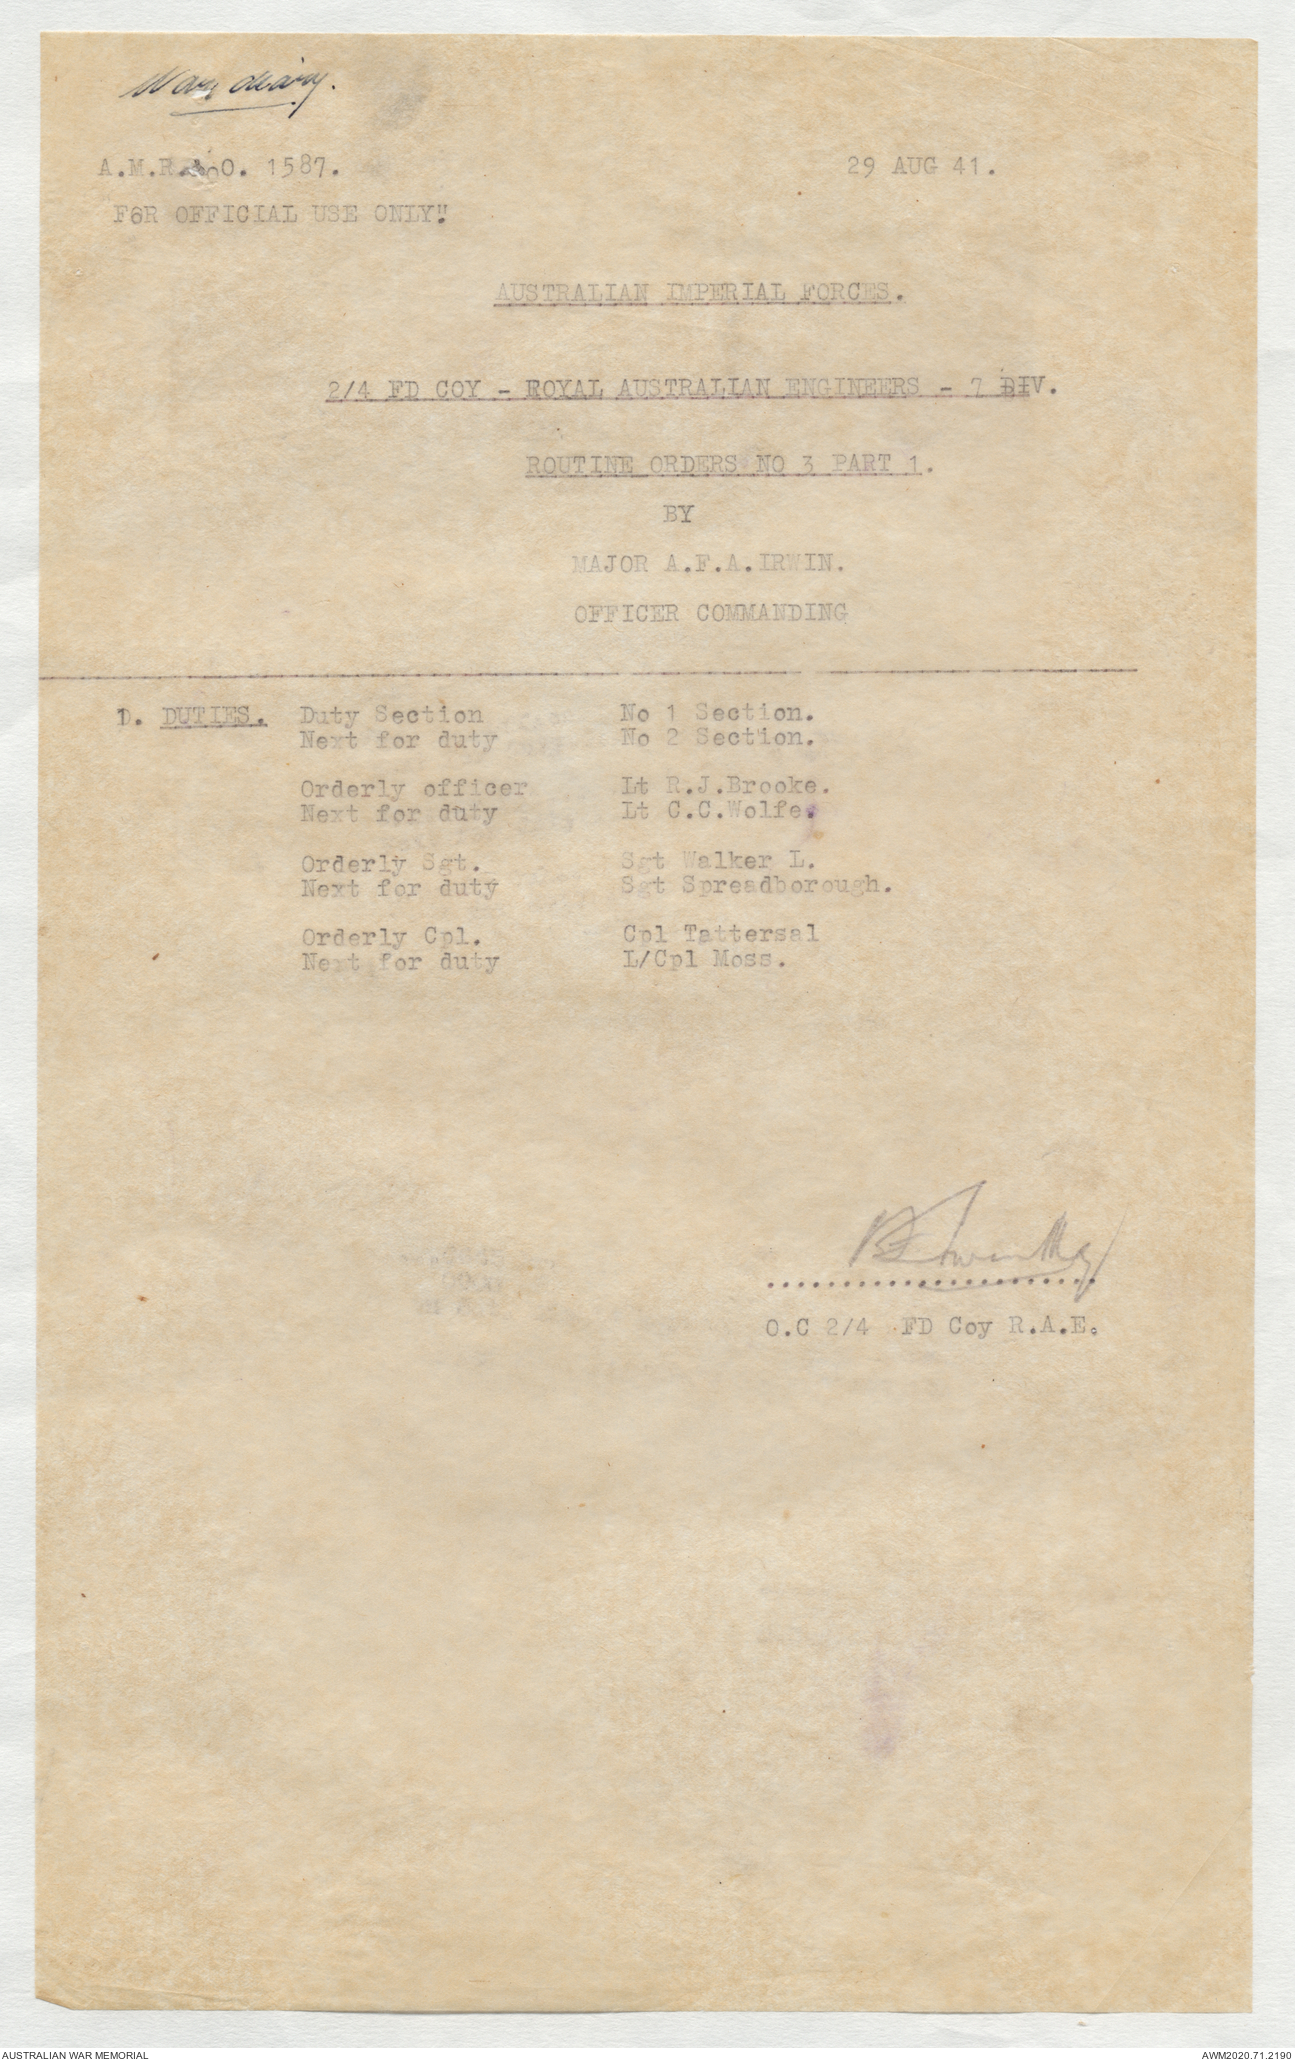 War diary.
A.M.R.&O. 1587. 29 AUG 41.
FOR OFFICIAL USE ONLY".
AUSTRALIAN IMPERIAL FORCES.
2/4 FD COY - ROYAL AUSTRALIAN ENGINEERS - 7 DIV.
ROUTINE ORDERS NO 3 PART 1.
BY
MAJOR A.F.A.IRWIN.
OFFICER COMMANDING
1. DUTIES. Duty Section No 1 Section.
Next for duty No 2 Section.
Orderly officer Lt R.J.Brooke.
Next for duty Lt C.C.Wolfe.
Orderly Sgt. Sgt Walker L.
Next for duty Sgt Spreadborough.
Orderly Cpl. Cpl Tattersal
Next for duty L/Cpl Moss.
O.C 2/4 FD Coy R.A.E.
AUSTRALIAN WAR MEMORIAL AWM2020.71.2190